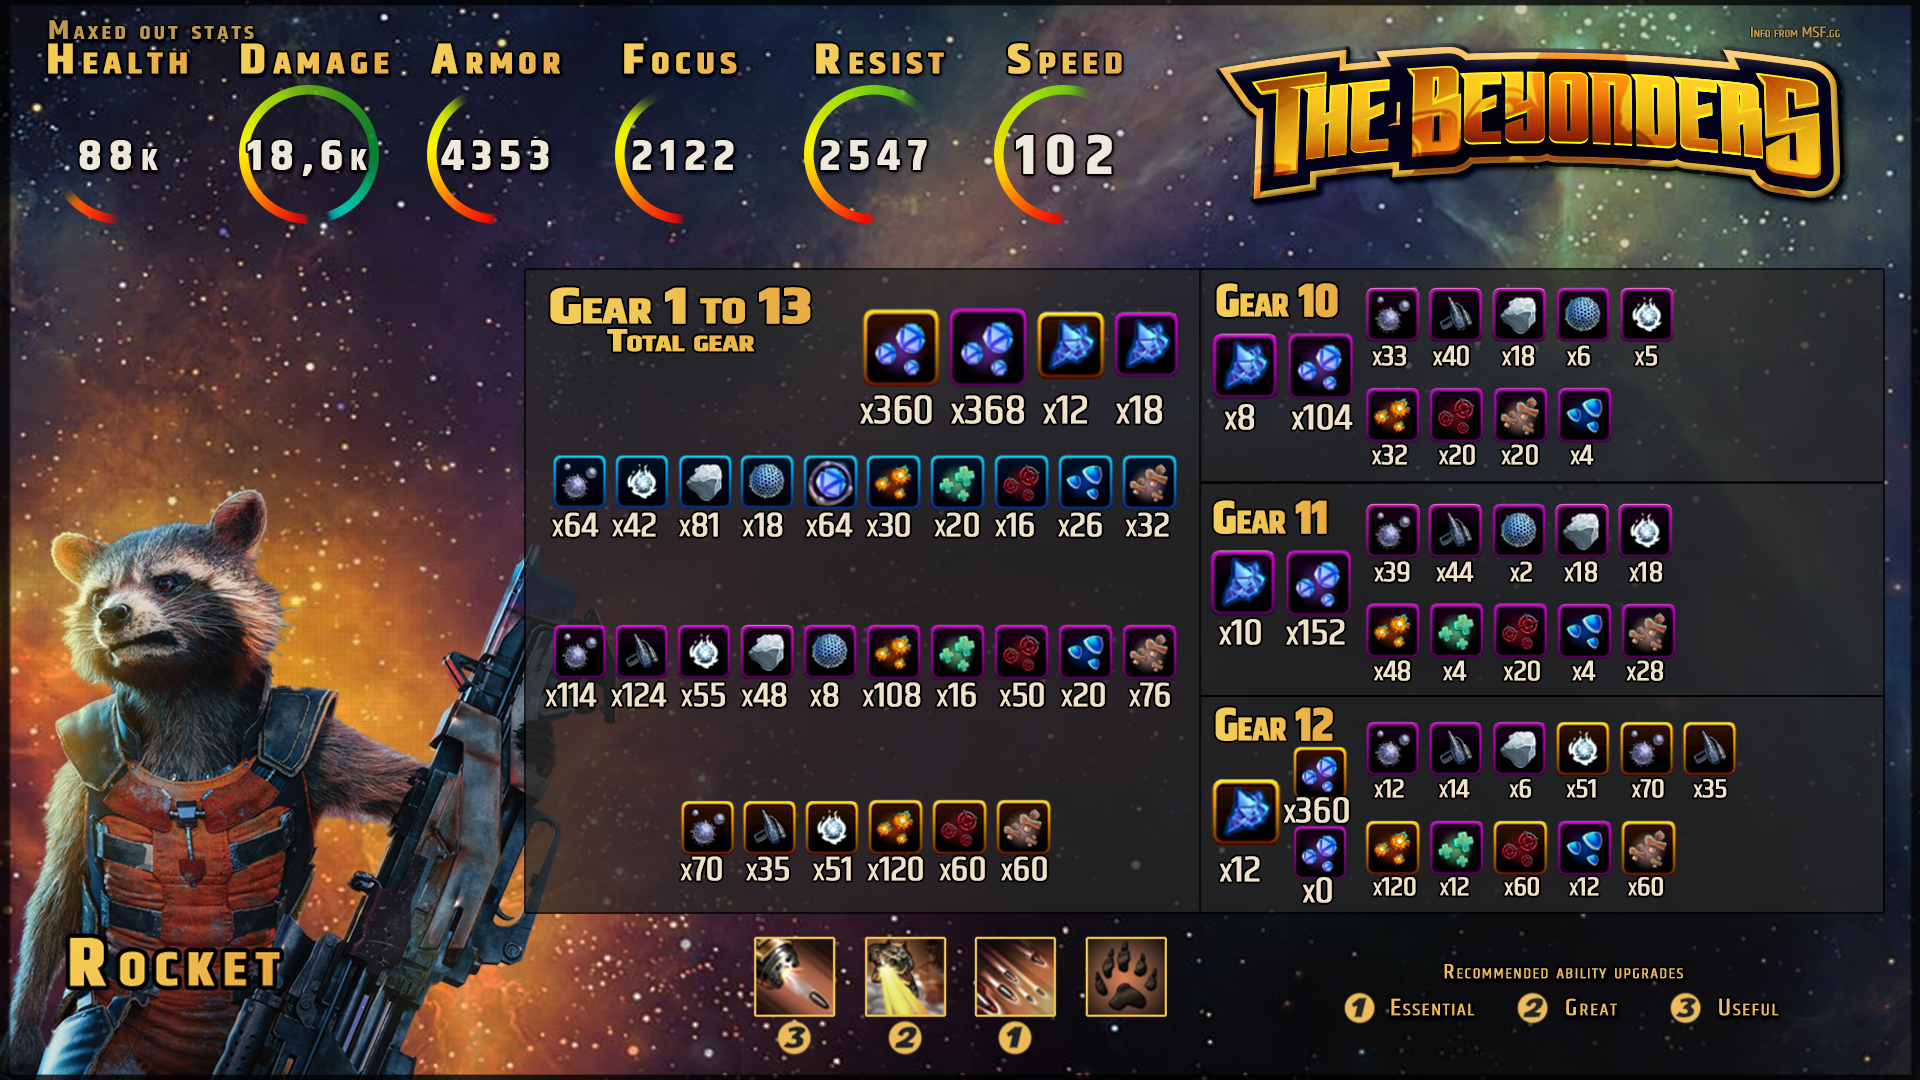 MAXED OUT STATS
HEALTH DAMAGE ARMOR FOCUS RESIST SPEED
88K 18,6K 4353 2122 2547 102
INFO FROM MSF.GG
THE BEYONDERS
GEAR 1 TO 13
TOTAL GEAR
x360 x368 x12 x18
x64 x42 x81 x18 x64 x30 x20 x16 x26 x32
x114 x124 x55 x48 x8 x108 x16 x50 x20 x76
x70 x35 x51 x120 x60 x60
GEAR 10
x8 x104
x33 x40 x18 x6 x5
x32 x20 x20 x4
GEAR 11
x10 x152
x39 x44 x2 x18 x18
x48 x4 x20 x4 x28
GEAR 12
x12 x360 x0
x12 x14 x6 x51 x70 x35
x120 x12 x60 x12 x60
ROCKET
3 2 1
RECOMMENDED ABILITY UPGRADES
1 ESSENTIAL 2 GREAT 3 USEFUL